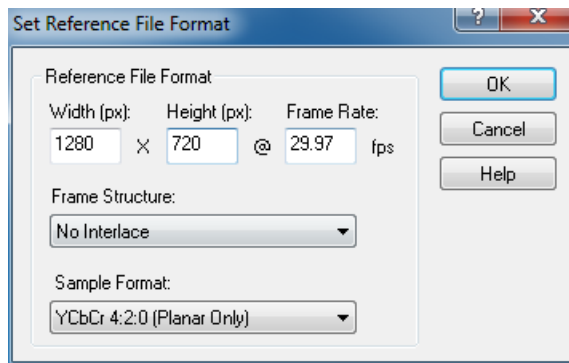 Set Reference File Format
?
X
Reference File Format
OK
Width (px): Height (px): Frame Rate:
1280 X 720 @ 29.97 fps
Cancel
Help
Frame Structure:
No Interlace
Sample Format:
YCbCr 4:2:0 (Planar Only)